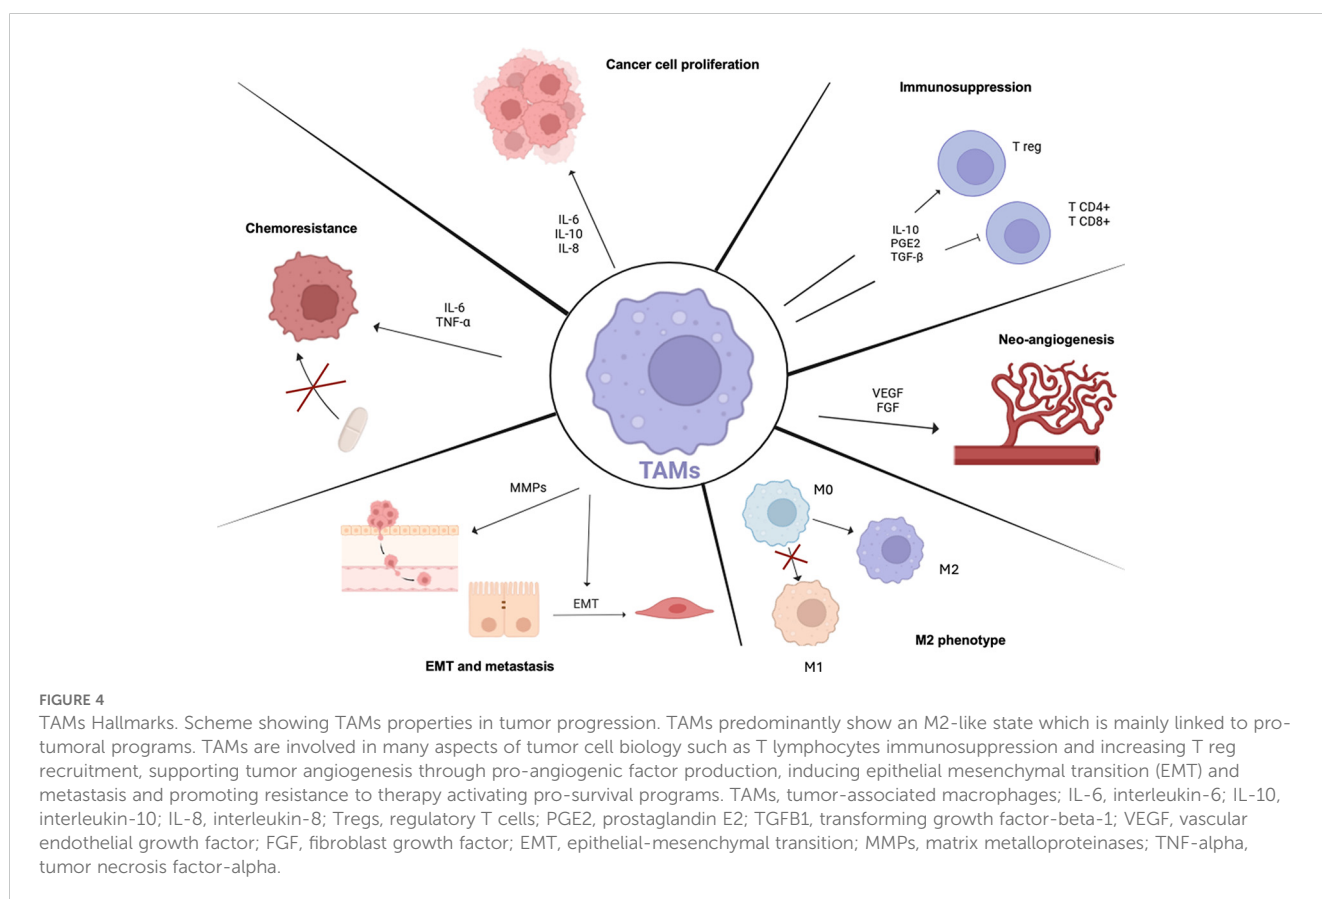 Cancer cell proliferation
Immunosuppression
T reg
T CD4+
T CD8+
IL-10
PGE2
TGF-β
IL-6
IL-10
IL-8
Chemoresistance
IL-6
TNF-α
Neo-angiogenesis
VEGF
FGF
TAMs
MMPs
EMT
EMT and metastasis
M0
M2
M1
M2 phenotype
FIGURE 4
TAMs Hallmarks. Scheme showing TAMs properties in tumor progression. TAMs predominantly show an M2-like state which is mainly linked to pro-
tumoral programs. TAMs are involved in many aspects of tumor cell biology such as T lymphocytes immunosuppression and increasing T reg
recruitment, supporting tumor angiogenesis through pro-angiogenic factor production, inducing epithelial mesenchymal transition (EMT) and
metastasis and promoting resistance to therapy activating pro-survival programs. TAMs, tumor-associated macrophages; IL-6, interleukin-6; IL-10,
interleukin-10; IL-8, interleukin-8; Tregs, regulatory T cells; PGE2, prostaglandin E2; TGFB1, transforming growth factor-beta-1; VEGF, vascular
endothelial growth factor; FGF, fibroblast growth factor; EMT, epithelial-mesenchymal transition; MMPs, matrix metalloproteinases; TNF-alpha,
tumor necrosis factor-alpha.